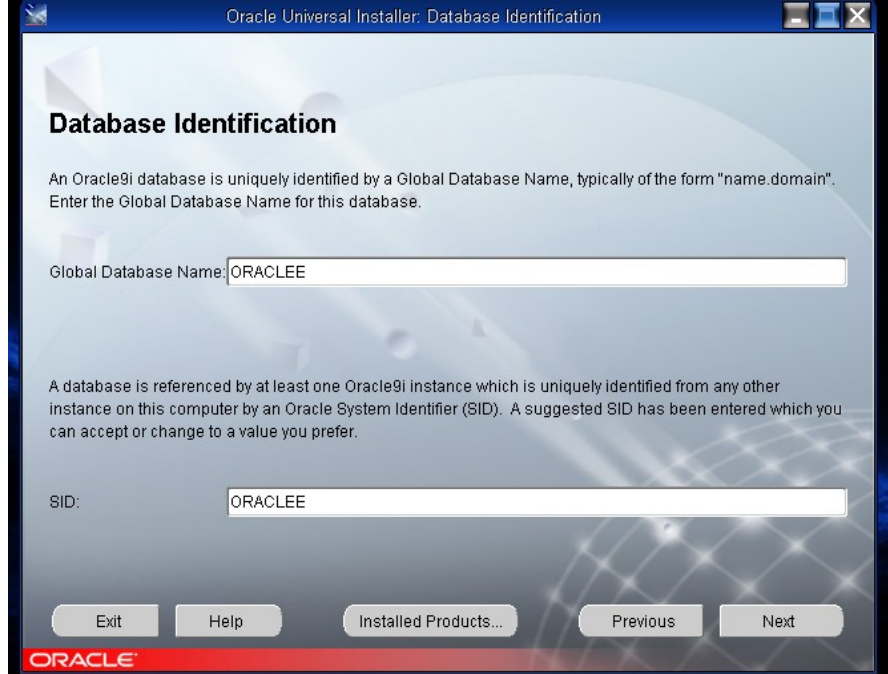 Oracle Universal Installer: Database Identification
Database Identification
An Oracle9i database is uniquely identified by a Global Database Name, typically of the form "name.domain".
Enter the Global Database Name for this database.
Global Database Name: ORACLEE
A database is referenced by at least one Oracle9i instance which is uniquely identified from any other
instance on this computer by an Oracle System Identifier (SID). A suggested SID has been entered which you
can accept or change to a value you prefer.
SID: ORACLEE
Exit Help Installed Products... Previous Next
ORACLE